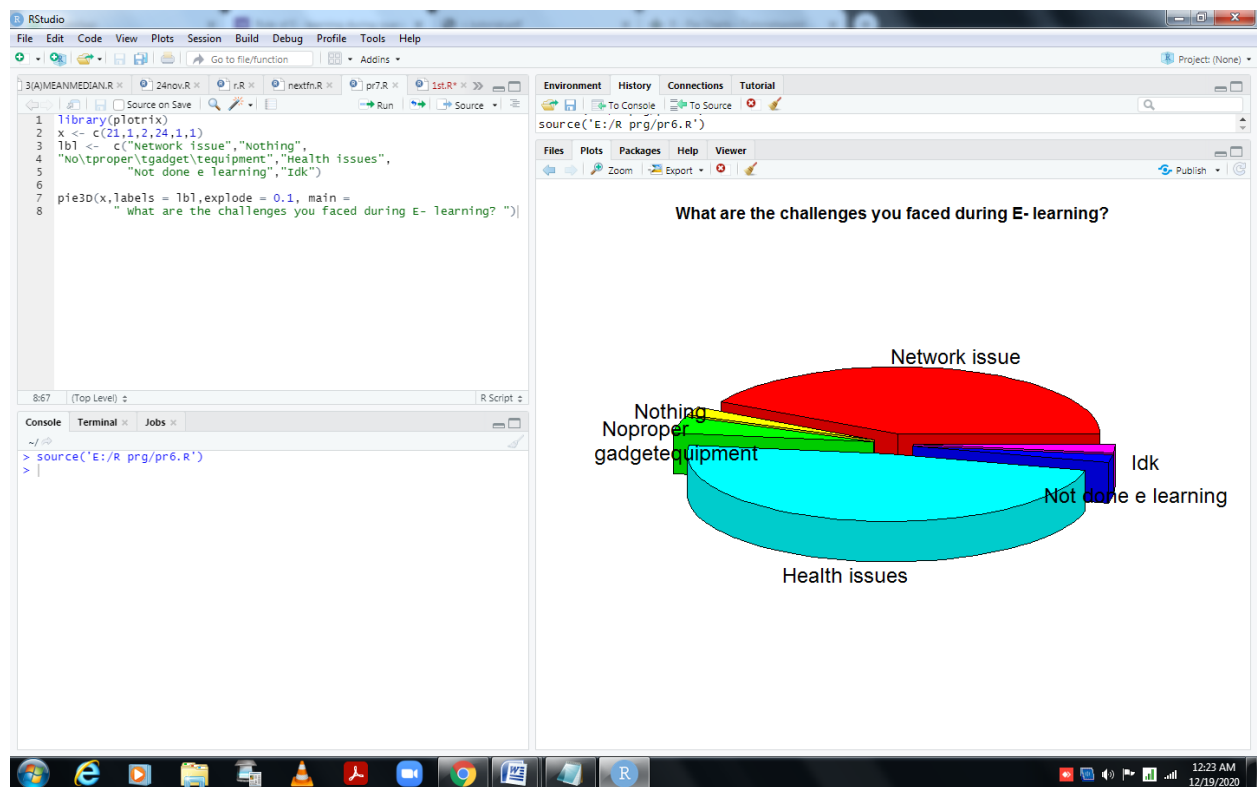 RStudio
File Edit Code View Plots Session Build Debug Profile Tools Help
Go to file/function Addins Project: (None)
3(A)MEANMEDIAN.R 24nov.R r.R nextfn.R pr7.R 1st.R*
Source on Save Run Source
1 library(plotrix)
2 x <- c(21,1,2,24,1,1)
3 lbl <- c("Network issue","Nothing",
4 "No\tproper\tgadget\tequipment","Health issues",
5 "Not done e learning","Idk")
6
7 pie3D(x,labels = lbl,explode = 0.1, main =
8 " What are the challenges you faced during E- learning? ")
8:67 (Top Level) R Script
Console Terminal Jobs
~/
> source('E:/R prg/pr6.R')
>
Environment History Connections Tutorial
To Console To Source
source('E:/R prg/pr6.R')
Files Plots Packages Help Viewer
Zoom Export Publish
What are the challenges you faced during E- learning?
Network issue
Nothing
Noproper
gadgetequipment
Idk
Not done e learning
Health issues
12:23 AM
12/19/2020